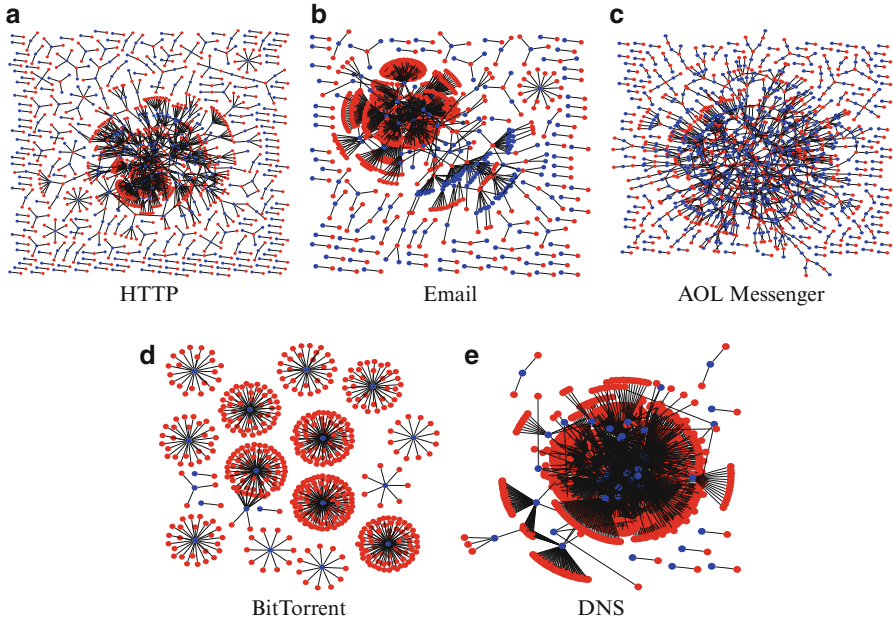 a
HTTP
b
Email
c
AOL Messenger
d
BitTorrent
e
DNS